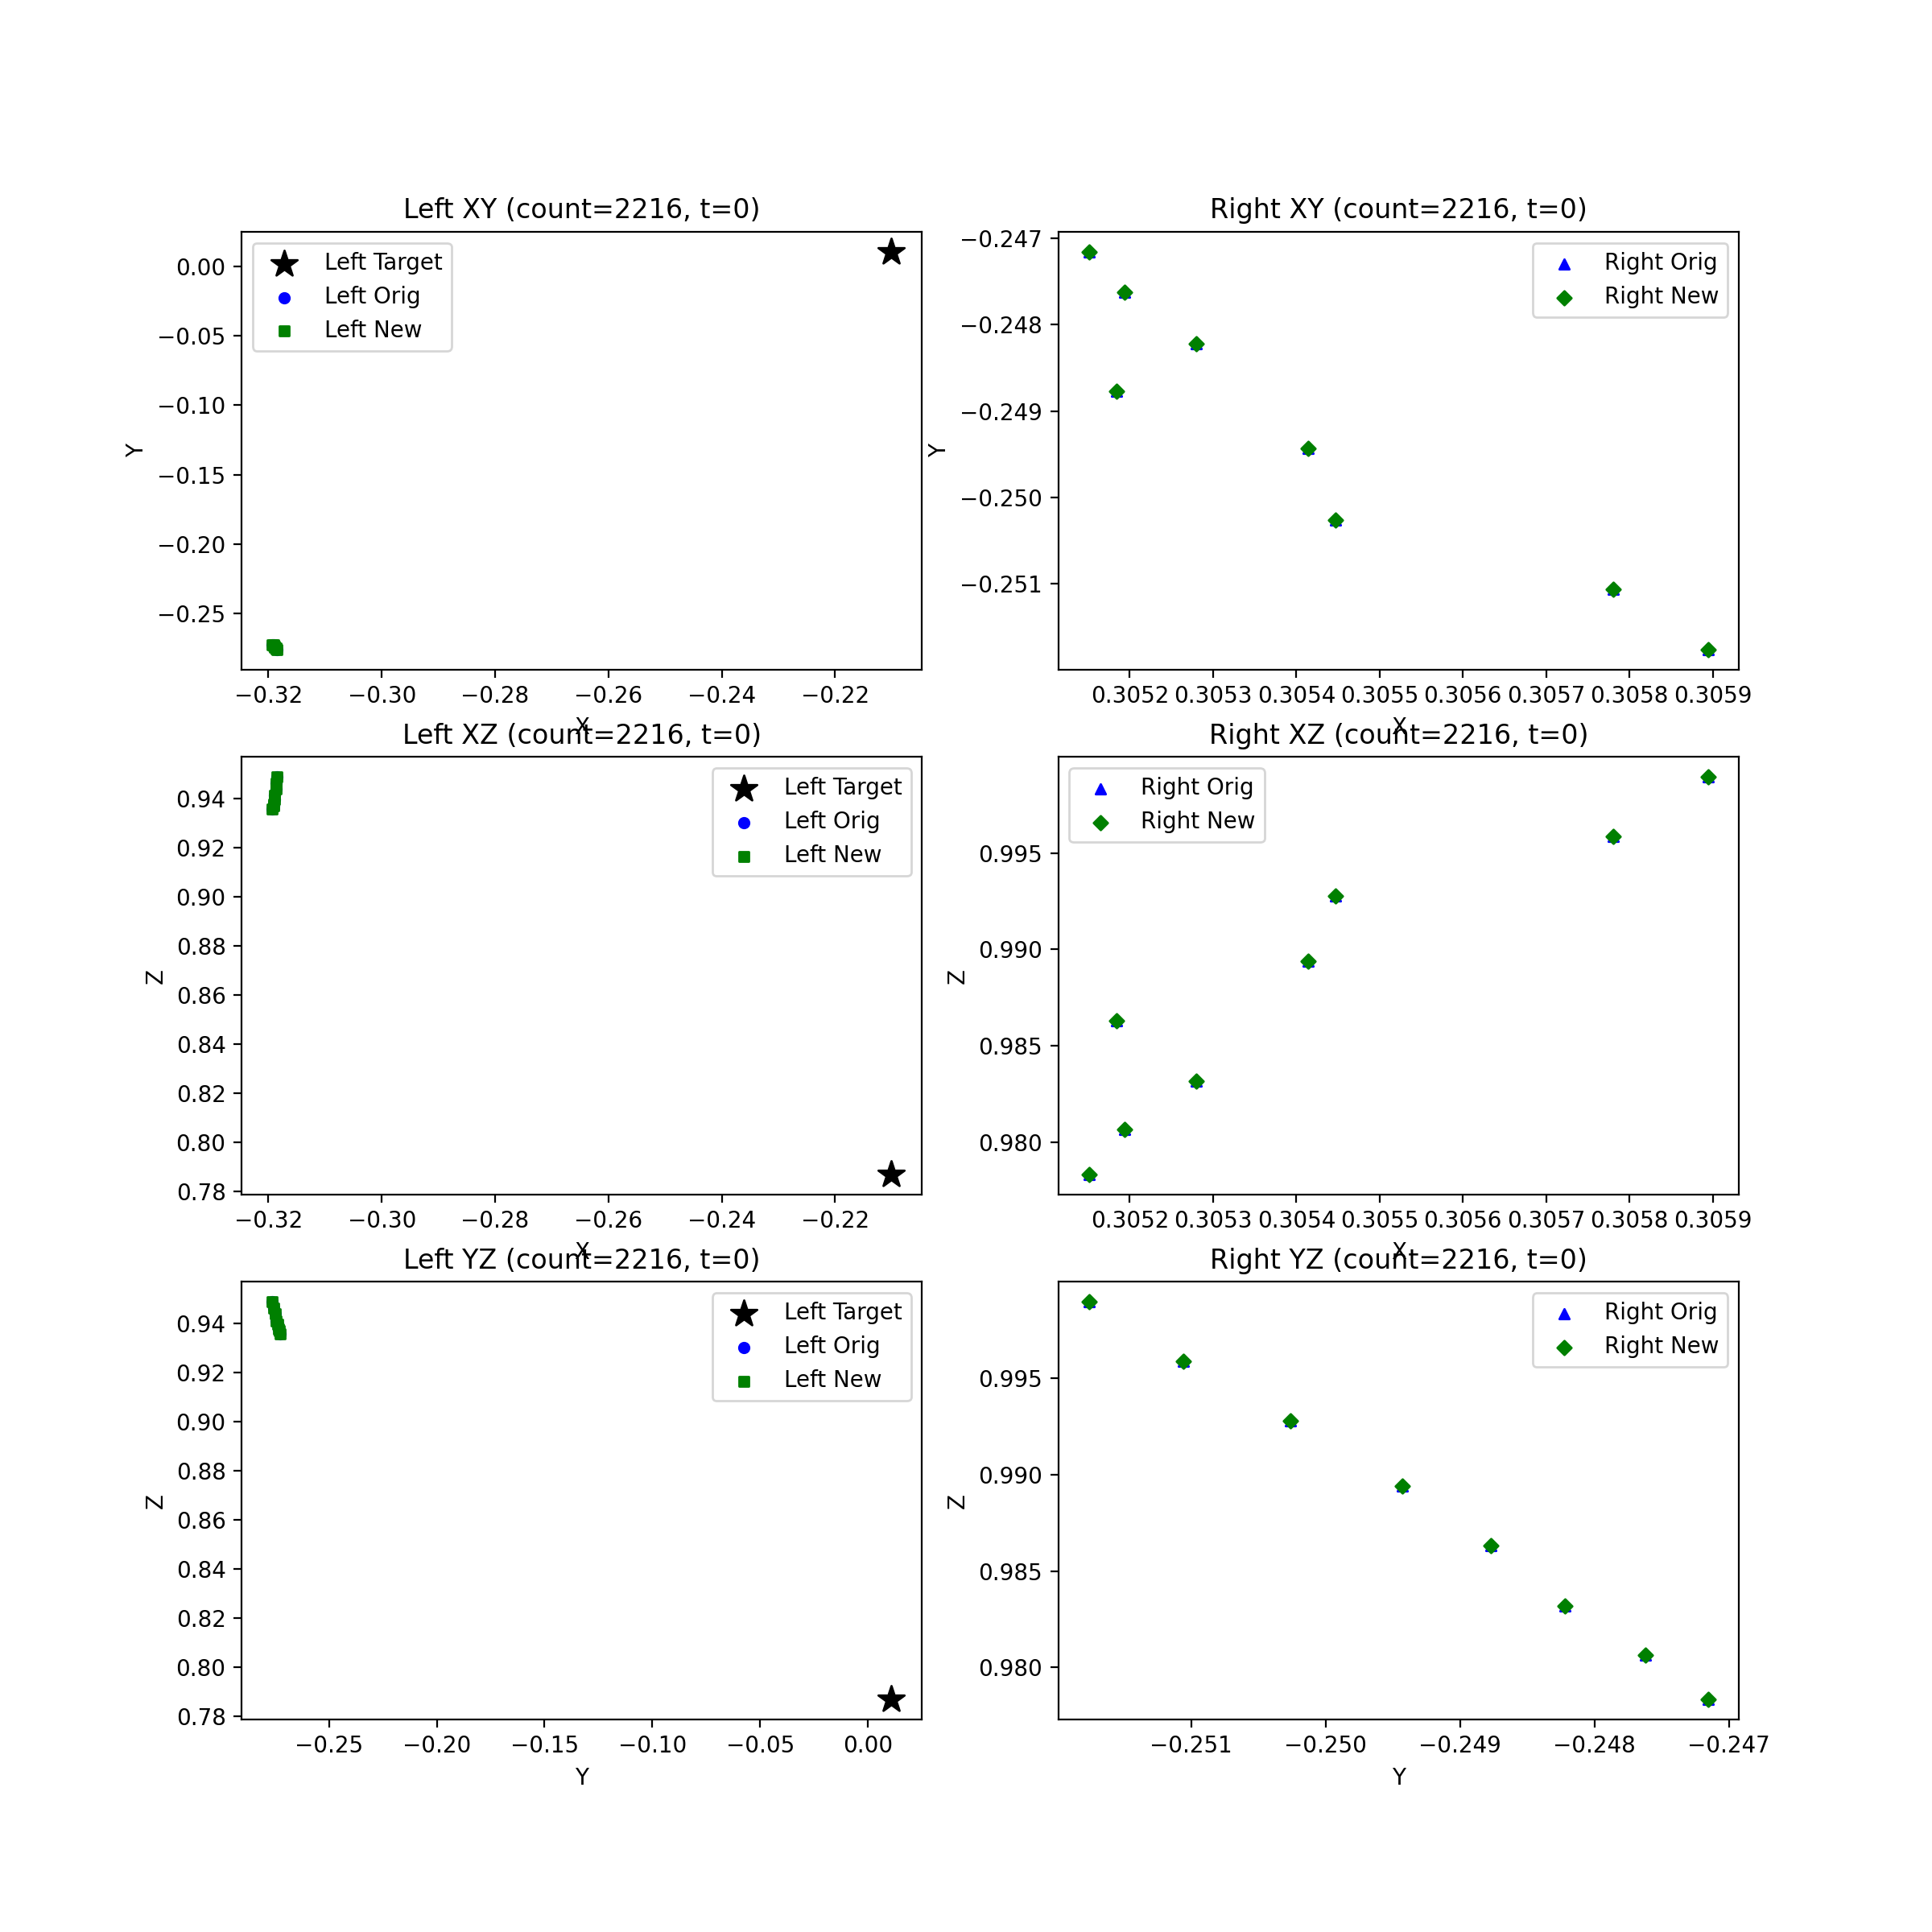 Left XY (count=2216, t=0)
Left Target
Left Orig
Left New
0.00
−0.05
−0.10
−0.15
−0.20
−0.25
Y
−0.32 −0.30 −0.28 −0.26 −0.24 −0.22
X
Right XY (count=2216, t=0)
Right Orig
Right New
−0.247
−0.248
−0.249
−0.250
−0.251
Y
0.3052 0.3053 0.3054 0.3055 0.3056 0.3057 0.3058 0.3059
X
Left XZ (count=2216, t=0)
Left Target
Left Orig
Left New
0.94
0.92
0.90
0.88
0.86
0.84
0.82
0.80
0.78
Z
−0.32 −0.30 −0.28 −0.26 −0.24 −0.22
X
Right XZ (count=2216, t=0)
Right Orig
Right New
0.995
0.990
0.985
0.980
Z
0.3052 0.3053 0.3054 0.3055 0.3056 0.3057 0.3058 0.3059
X
Left YZ (count=2216, t=0)
Left Target
Left Orig
Left New
0.94
0.92
0.90
0.88
0.86
0.84
0.82
0.80
0.78
Z
−0.25 −0.20 −0.15 −0.10 −0.05 0.00
Y
Right YZ (count=2216, t=0)
Right Orig
Right New
0.995
0.990
0.985
0.980
Z
−0.251 −0.250 −0.249 −0.248 −0.247
Y